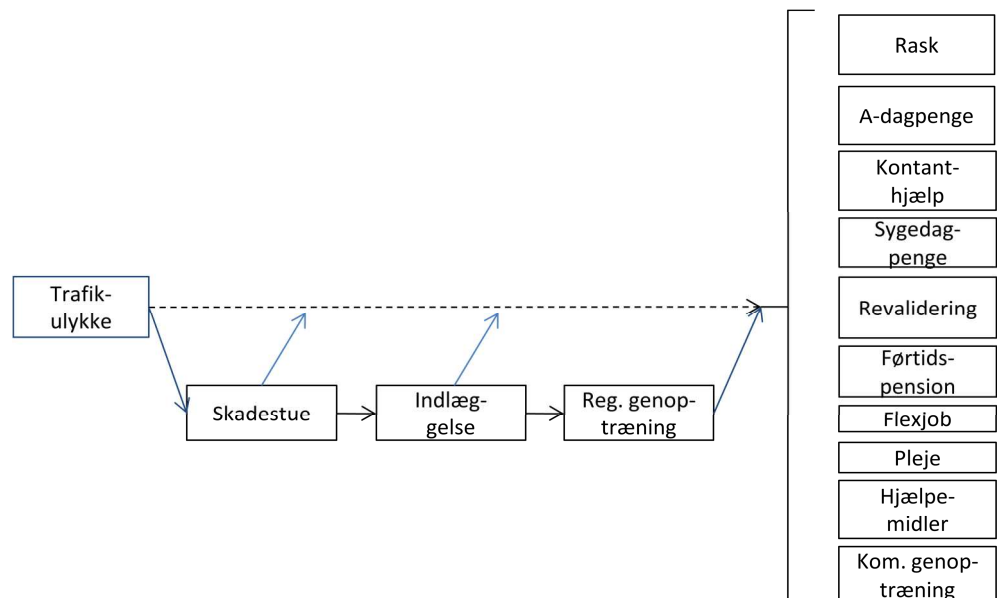 Rask
A-dagpenge
Kontant-
hjælp
Sygedag-
penge
Trafik-
ulykke
Revalidering
Førtids-
pension
Skadestue
Indlæg-
gelse
Reg. genop-
træning
Flexjob
Pleje
Hjælpe-
midler
Kom. genop-
træning